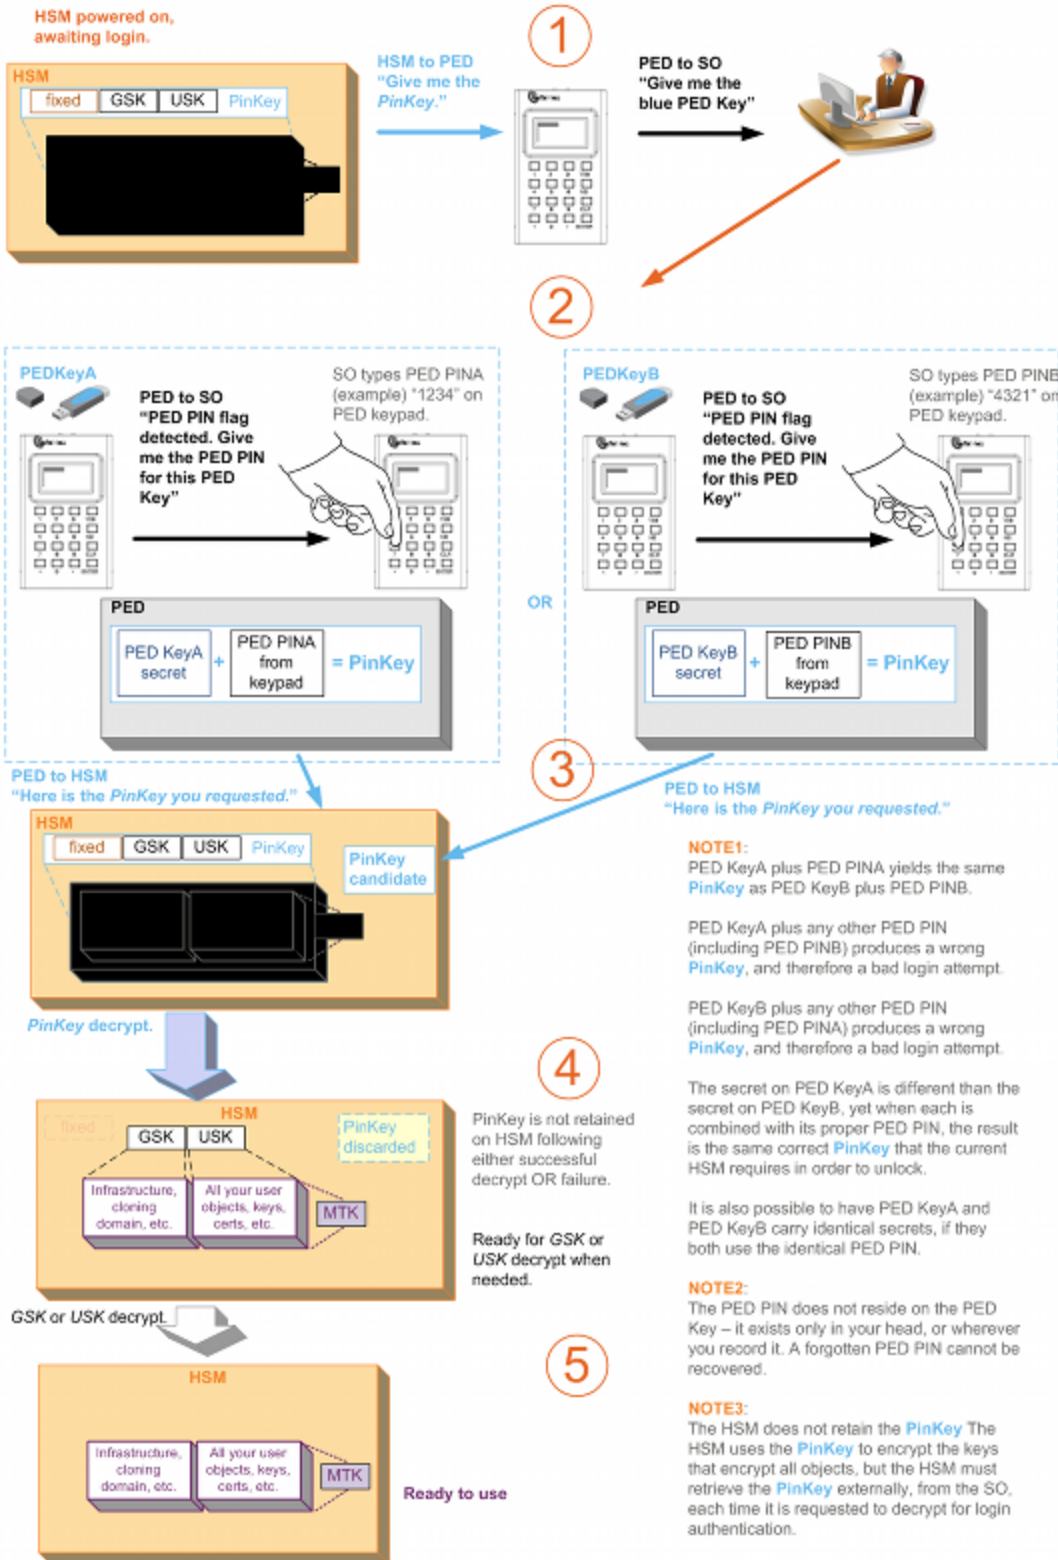 HSM powered on,
awaiting login.
1
HSM
fixed GSK USK PinKey
HSM to PED
“Give me the
PinKey.”
PED to SO
“Give me the
blue PED Key”
2
PEDKeyA
PED to SO
“PED PIN flag
detected. Give
me the PED PIN
for this PED
Key”
SO types PED PINA
(example) “1234” on
PED keypad.
PED
PED KeyA
secret
+
PED PINA
from
keypad
= PinKey
OR
PEDKeyB
PED to SO
“PED PIN flag
detected. Give
me the PED PIN
for this PED
Key”
SO types PED PINB
(example) “4321” on
PED keypad.
PED
PED KeyB
secret
+
PED PINB
from
keypad
= PinKey
3
PED to HSM
“Here is the PinKey you requested.”
PED to HSM
“Here is the PinKey you requested.”
HSM
fixed GSK USK PinKey
PinKey
candidate
PinKey decrypt.
4
HSM
fixed
GSK USK
PinKey
discarded
Infrastructure,
cloning
domain, etc.
All your user
objects, keys,
certs, etc.
MTK
PinKey is not retained
on HSM following
either successful
decrypt OR failure.
Ready for GSK or
USK decrypt when
needed.
GSK or USK decrypt.
5
HSM
Infrastructure,
cloning
domain, etc.
All your user
objects, keys,
certs, etc.
MTK
Ready to use
NOTE1:
PED KeyA plus PED PINA yields the same
PinKey as PED KeyB plus PED PINB.
PED KeyA plus any other PED PIN
(including PED PINB) produces a wrong
PinKey, and therefore a bad login attempt.
PED KeyB plus any other PED PIN
(including PED PINA) produces a wrong
PinKey, and therefore a bad login attempt.
The secret on PED KeyA is different than the
secret on PED KeyB, yet when each is
combined with its proper PED PIN, the result
is the same correct PinKey that the current
HSM requires in order to unlock.
It is also possible to have PED KeyA and
PED KeyB carry identical secrets, if they
both use the identical PED PIN.
NOTE2:
The PED PIN does not reside on the PED
Key – it exists only in your head, or wherever
you record it. A forgotten PED PIN cannot be
recovered.
NOTE3:
The HSM does not retain the PinKey The
HSM uses the PinKey to encrypt the keys
that encrypt all objects, but the HSM must
retrieve the PinKey externally, from the SO,
each time it is requested to decrypt for login
authentication.